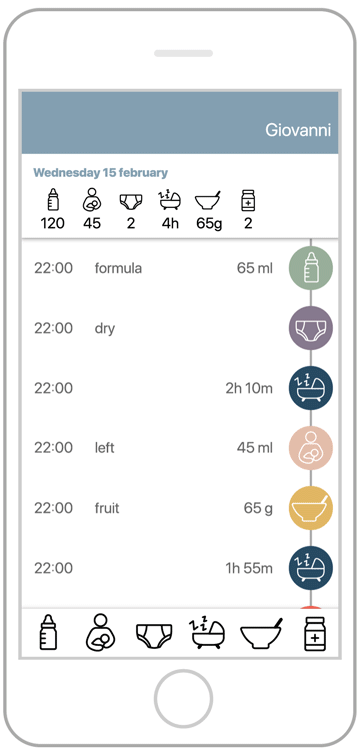 Giovanni
Wednesday 15 february
120 45 2 4h 65g 2
22:00 formula 65 ml
22:00 dry
22:00 2h 10m
22:00 left 45 ml
22:00 fruit 65 g
22:00 1h 55m